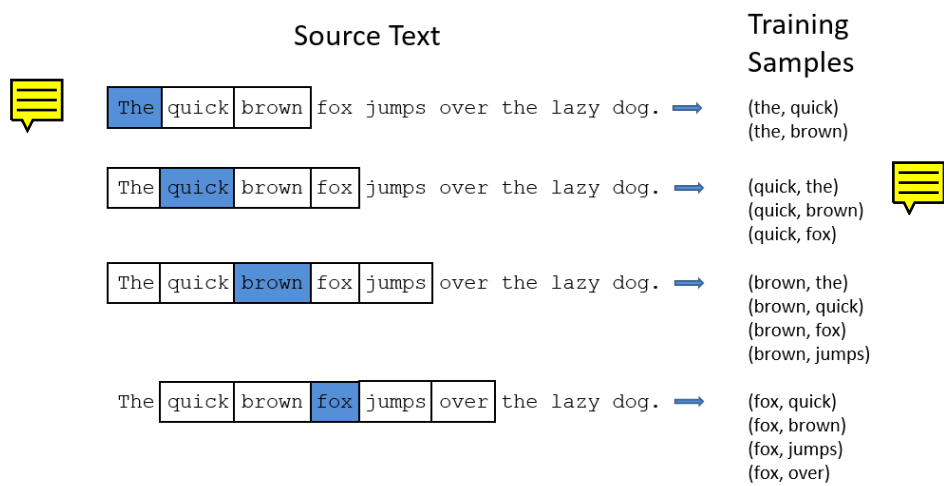 Source Text
Training
Samples
The quick brown fox jumps over the lazy dog.
(the, quick)
(the, brown)
The quick brown fox jumps over the lazy dog.
(quick, the)
(quick, brown)
(quick, fox)
The quick brown fox jumps over the lazy dog.
(brown, the)
(brown, quick)
(brown, fox)
(brown, jumps)
The quick brown fox jumps over the lazy dog.
(fox, quick)
(fox, brown)
(fox, jumps)
(fox, over)